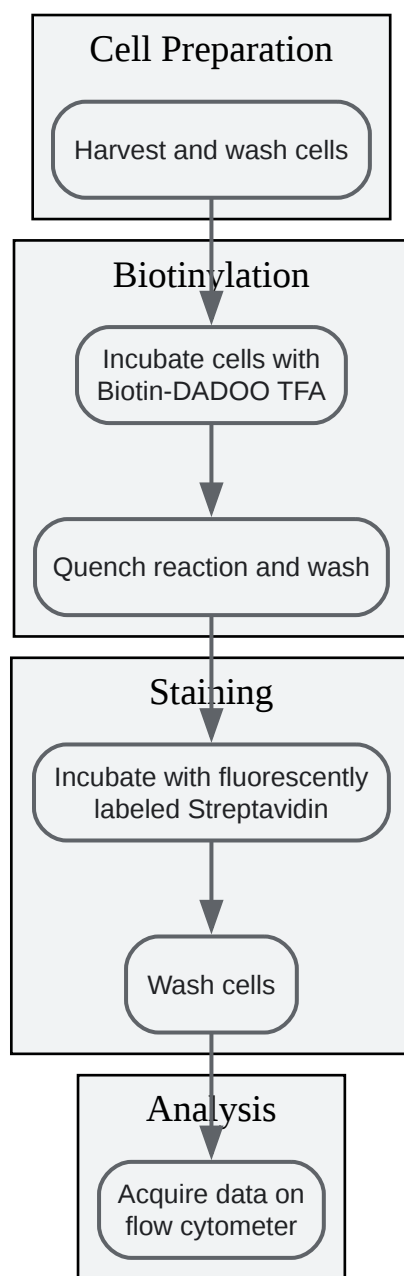 Cell Preparation
Harvest and wash cells
Biotinylation
Incubate cells with
Biotin-DADOO TFA
Quench reaction and wash
Staining
Incubate with fluorescently
labeled Streptavidin
Wash cells
Analysis
Acquire data on
flow cytometer